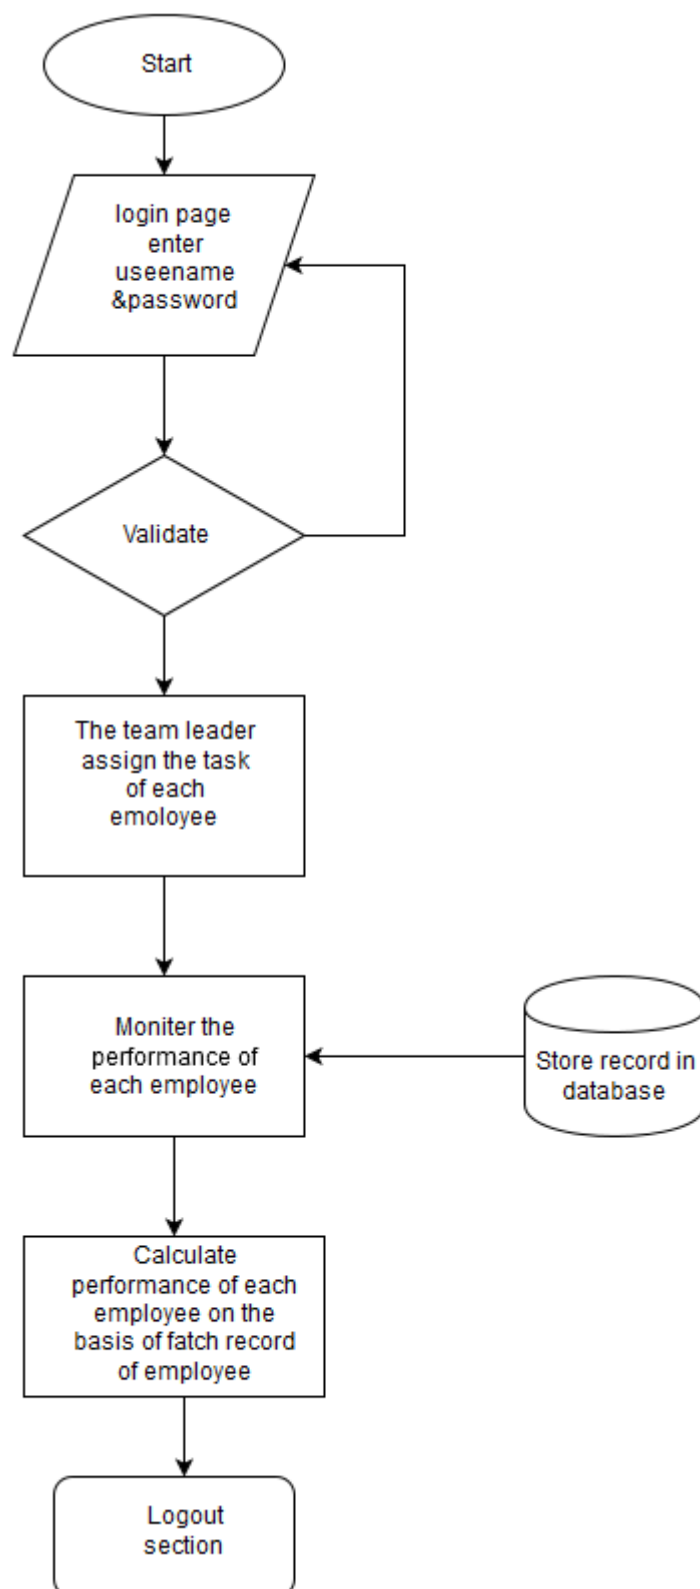 Start
login page
enter
useename
&password
Validate
The team leader
assign the task
of each
emoloyee
Moniter the
performance of
each employee
Store record in
database
Calculate
performance of each
employee on the
basis of fatch record
of employee
Logout
section